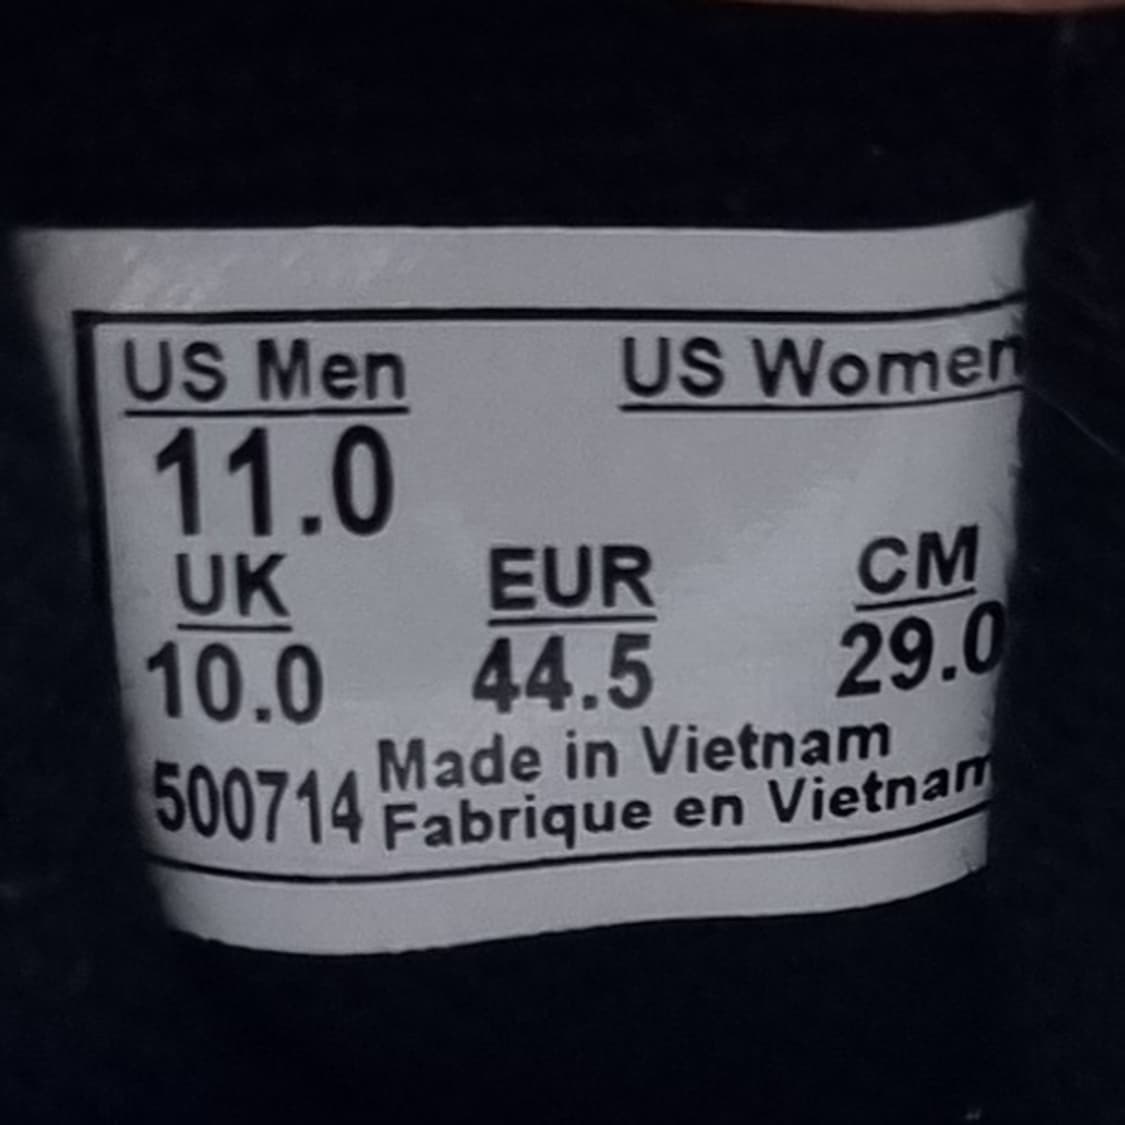 US Men US Women
11.0
UK EUR CM
10.0 44.5 29.0
500714 Made in Vietnam
Fabrique en Vietnam